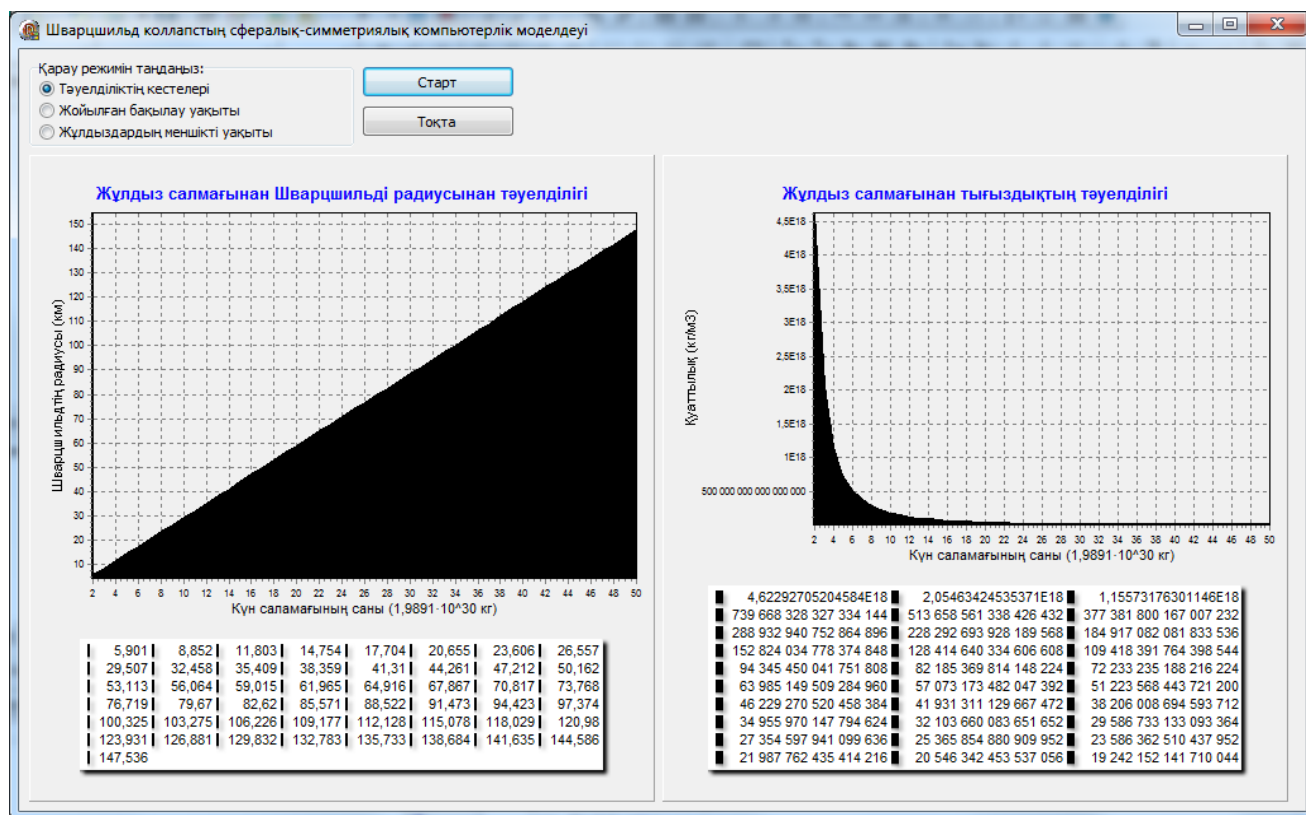 Шварцшильд коллапстың сфералық-симметриялық компьютерлік моделдеуі
Қарау режимін таңдаңыз:
Тәуелділіктің кестелері
Жойылған бақылау уақыты
Жұлдыздардың меншікті уақыты
Старт
Тоқта
Жұлдыз салмағынан Шварцшильді радиусынан тәуелділігі
Шварцшильдтің радиусы (км)
150
140
130
120
110
100
90
80
70
60
50
40
30
20
10
2 4 6 8 10 12 14 16 18 20 22 24 26 28 30 32 34 36 38 40 42 44 46 48 50
Күн саламағының саны (1,9891·10^30 кг)
5,901 8,852 11,803 14,754 17,704 20,655 23,606 26,557
29,507 32,458 35,409 38,359 41,31 44,261 47,212 50,162
53,113 56,064 59,015 61,965 64,916 67,867 70,817 73,768
76,719 79,67 82,62 85,571 88,522 91,473 94,423 97,374
100,325 103,275 106,226 109,177 112,128 115,078 118,029 120,98
123,931 126,881 129,832 132,783 135,733 138,684 141,635 144,586
147,536
Жұлдыз салмағынан тығыздықтың тәуелділігі
Қуаттылық (кг/м3)
4,5E18
4E18
3,5E18
3E18
2,5E18
2E18
1,5E18
1E18
500 000 000 000 000 000
2 4 6 8 10 12 14 16 18 20 22 24 26 28 30 32 34 36 38 40 42 44 46 48 50
Күн саламағының саны (1,9891·10^30 кг)
4,62292705204584E18 2,05463424535371E18 1,15573176301146E18
739 668 328 327 334 144 513 658 561 338 426 432 377 381 800 167 007 232
288 932 940 752 864 896 228 292 693 928 189 568 184 917 082 081 833 536
152 824 034 778 374 848 128 414 640 334 606 608 109 418 391 764 398 544
94 345 450 041 751 808 82 185 369 814 148 224 72 233 235 188 216 224
63 985 149 509 284 960 57 073 173 482 047 392 51 223 568 443 721 200
46 229 270 520 458 384 41 931 311 129 667 472 38 206 008 694 593 712
34 955 970 147 794 624 32 103 660 083 651 652 29 586 733 133 093 364
27 354 597 941 099 636 25 365 854 880 909 952 23 586 362 510 437 952
21 987 762 435 414 216 20 546 342 453 537 056 19 242 152 141 710 044